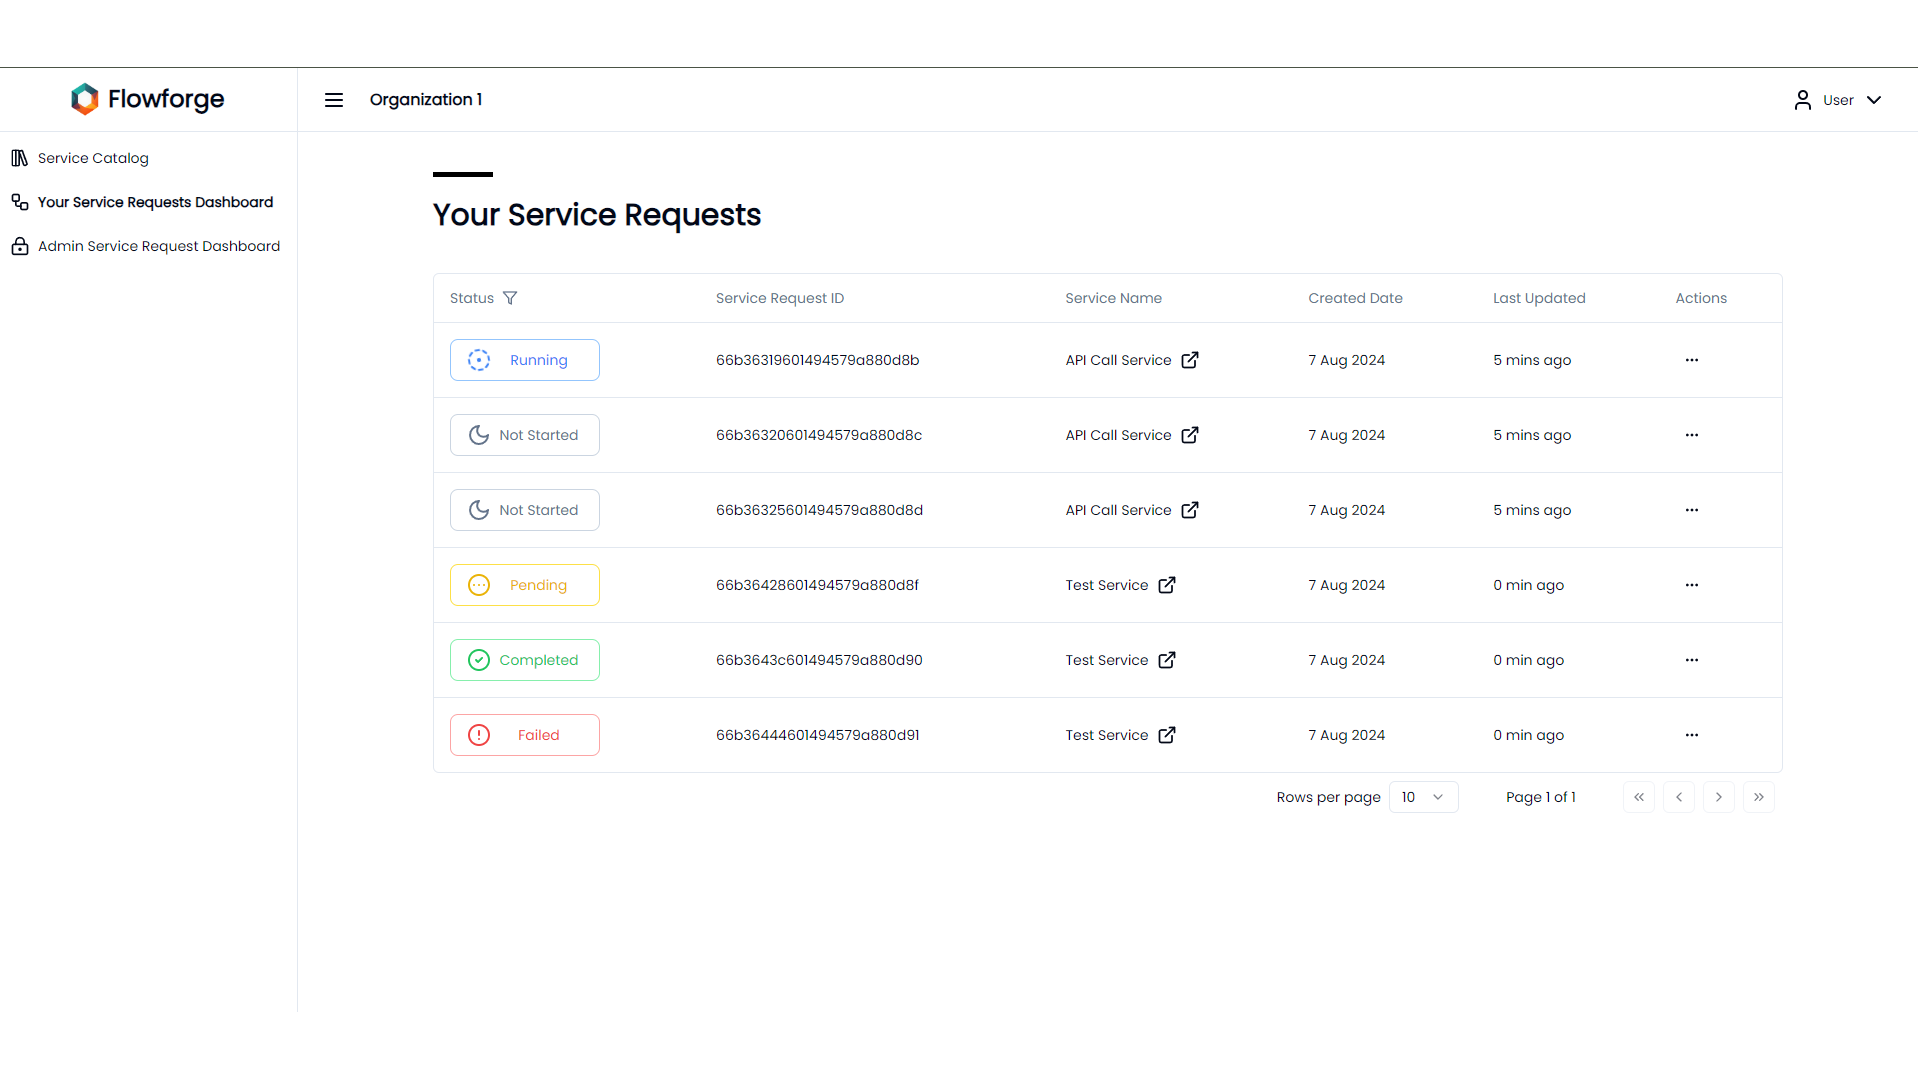 Flowforge
Organization 1
User
Service Catalog
Your Service Requests Dashboard
Admin Service Request Dashboard
Your Service Requests
Status Service Request ID Service Name Created Date Last Updated Actions
Running 66b36319601494579a880d8b API Call Service 7 Aug 2024 5 mins ago
Not Started 66b36320601494579a880d8c API Call Service 7 Aug 2024 5 mins ago
Not Started 66b36325601494579a880d8d API Call Service 7 Aug 2024 5 mins ago
Pending 66b36428601494579a880d8f Test Service 7 Aug 2024 0 min ago
Completed 66b3643c601494579a880d90 Test Service 7 Aug 2024 0 min ago
Failed 66b36444601494579a880d91 Test Service 7 Aug 2024 0 min ago
Rows per page 10 Page 1 of 1